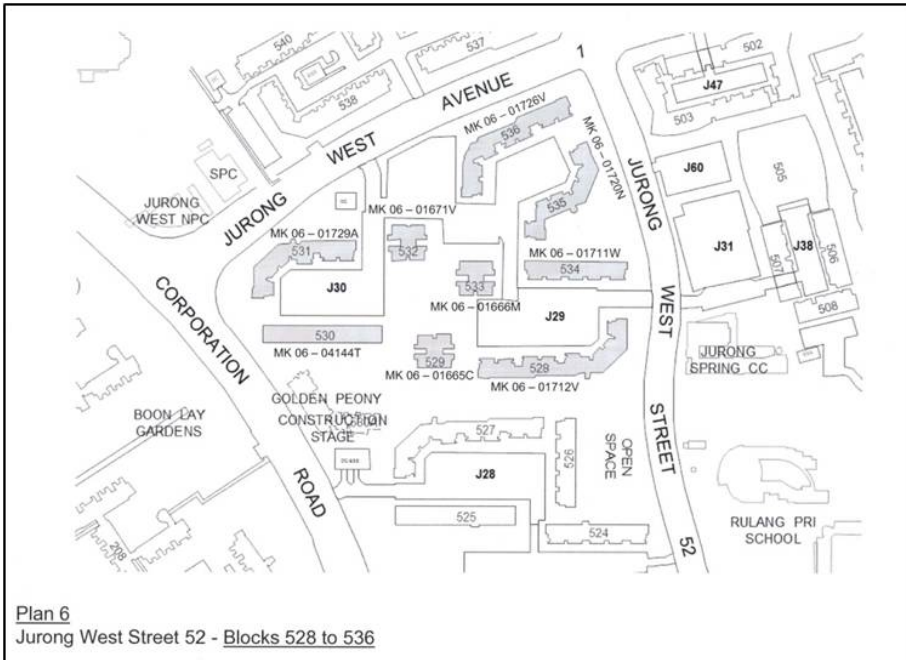 540
537
1
502
538
AVENUE
J47
MK 06 – 01726V
536
503
WEST
SPC
MK 06 – 01720N
J60
505
JURONG
WEST NPC
JURONG
MK 06 – 01671V
535
JURONG
MK 06 – 01729A
531
532
MK 06 – 01711W
534
J31
507
J38
506
J30
533
MK 06 – 01666M
508
CORPORATION
530
J29
WEST
MK 06 – 04144T
529
MK 06 – 01665C
528
MK 06 – 01712V
JURONG
SPRING CC
GOLDEN PEONY
CONSTRUCTION
STAGE
BOON LAY
GARDENS
527
526
OPEN
SPACE
STREET
ROAD
J28
525
524
52
RULANG PRI
SCHOOL
208
Plan 6
Jurong West Street 52 - Blocks 528 to 536